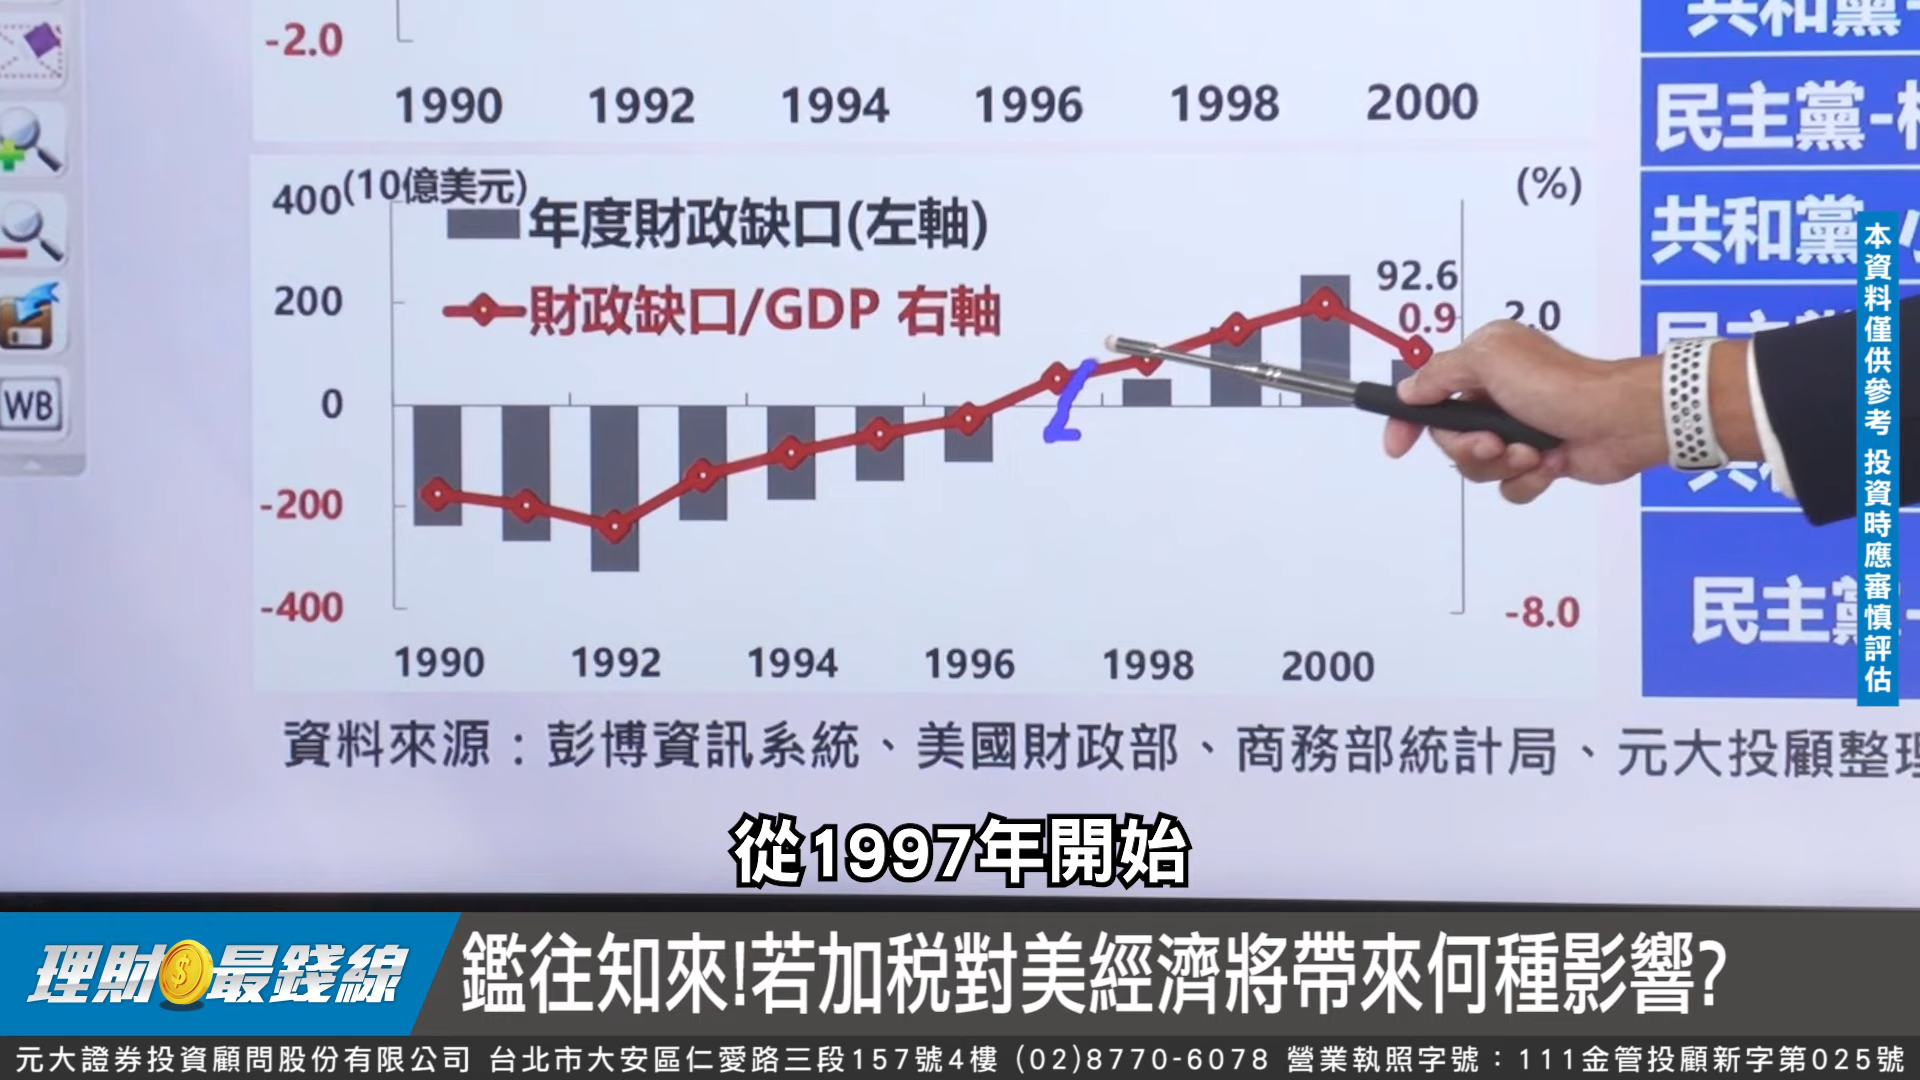 共和黨-
-2.0
1990 1992 1994 1996 1998 2000
民主黨-
400 (10億美元) (%)
年度財政缺口(左軸)
共和黨-
200
財政缺口/GDP 右軸
92.6
0.9
2.0
0
WB
-200
-400
-8.0
民主黨-
1990 1992 1994 1996 1998 2000
資料來源：彭博資訊系統、美國財政部、商務部統計局、元大投顧整理
本資料僅供參考 投資時應審慎評估
從1997年開始
理財最錢線
鑑往知來!若加稅對美經濟將帶來何種影響?
元大證券投資顧問股份有限公司 台北市大安區仁愛路三段157號4樓 (02)8770-6078 營業執照字號：111金管投顧新字第025號